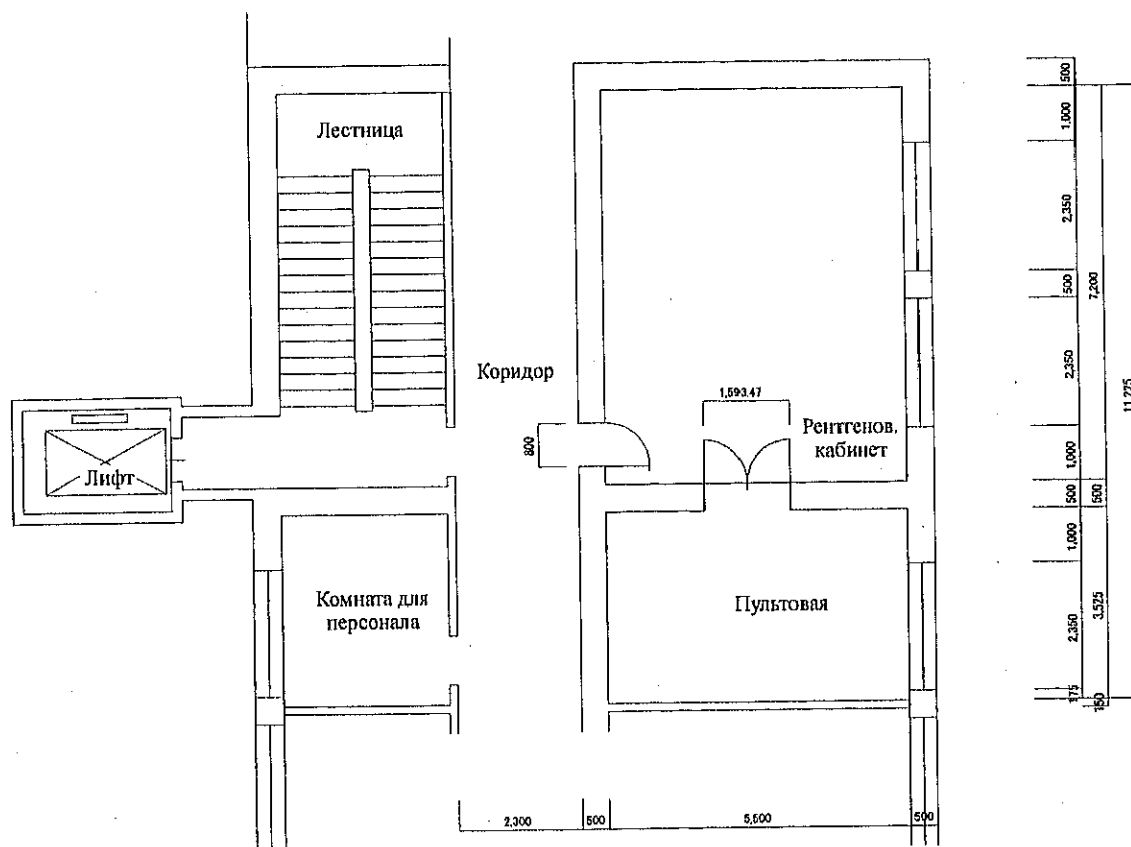 Лестница
Коридор
Лифт
Рентгенов.
кабинет
Комната для
персонала
Пультовая
1,593.47
800
2,300
500
5,500
500
500
1,000
2,350
500
2,350
1,000
500
1,000
2,350
175
7,200
500
3,525
150
11,225